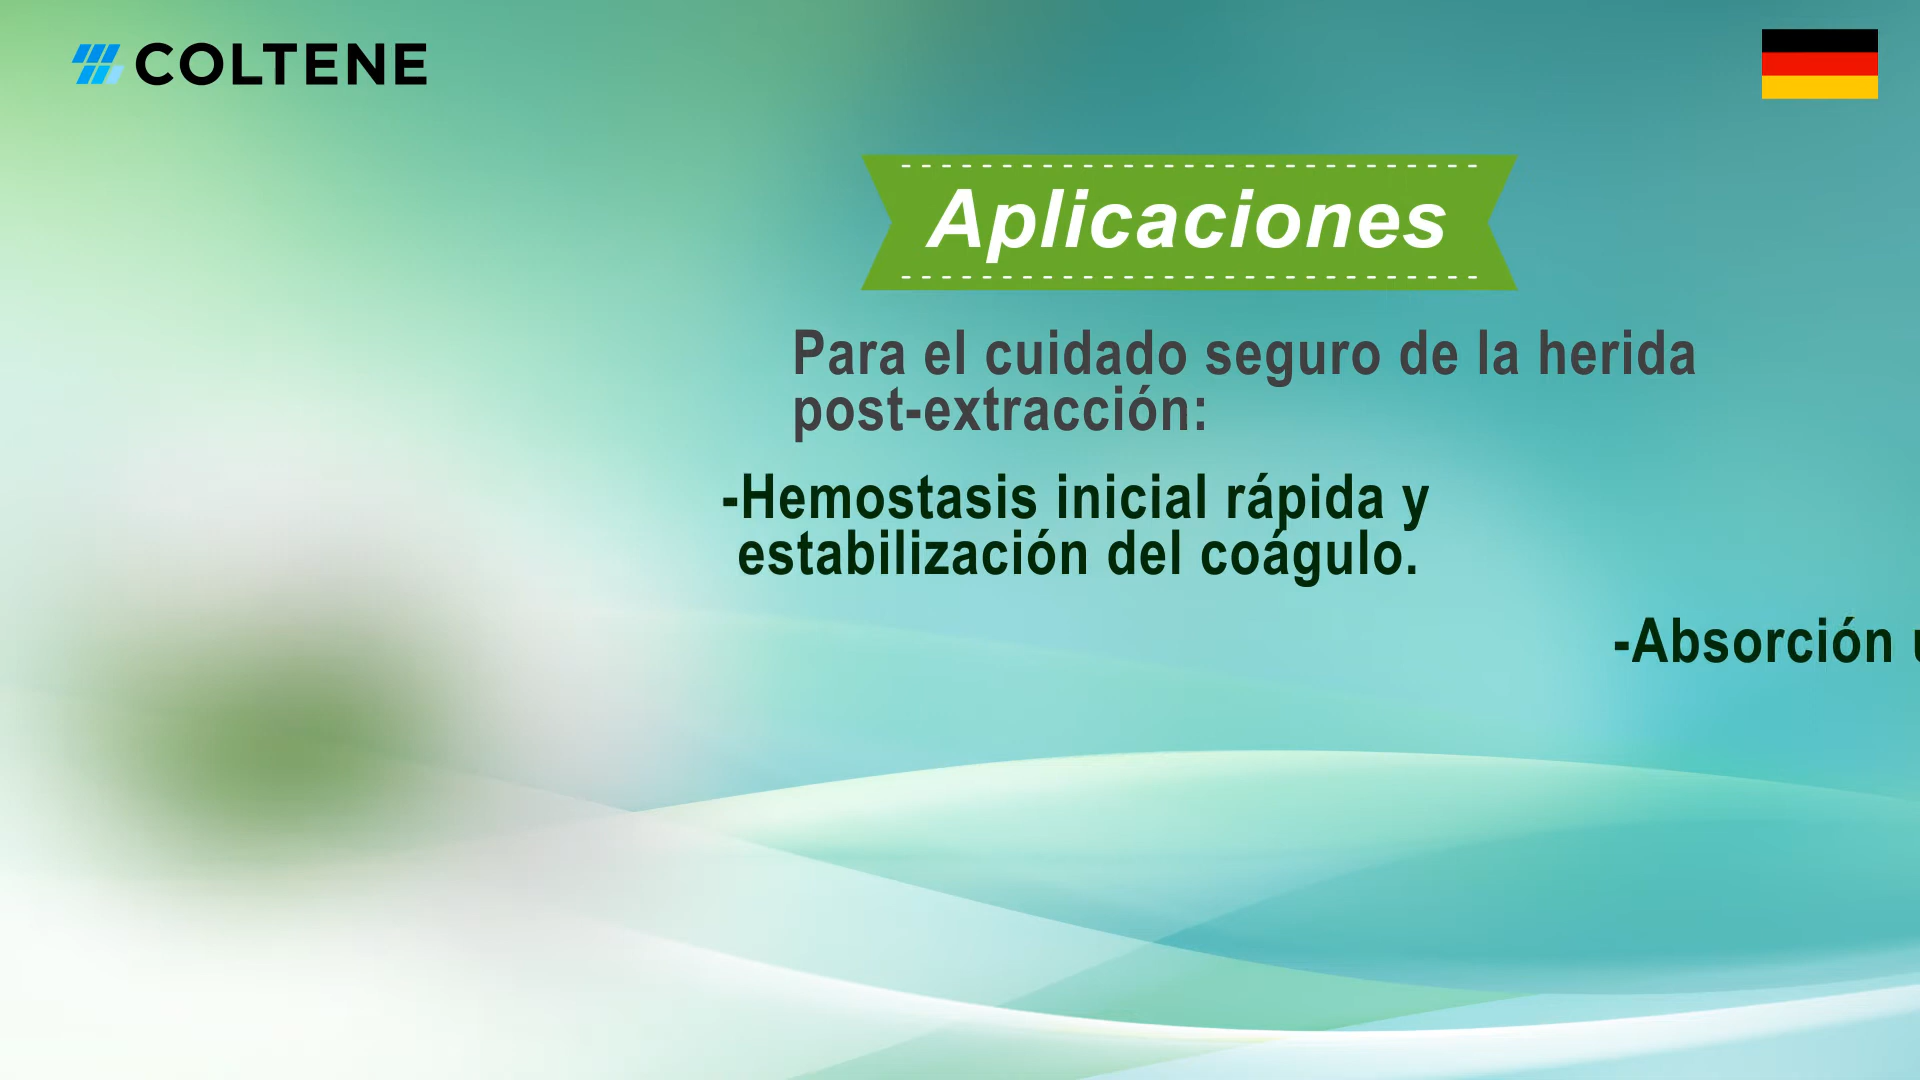 COLTENE
Aplicaciones
Para el cuidado seguro de la herida
post-extracción:
-Hemostasis inicial rápida y
estabilización del coágulo.
-Absorción